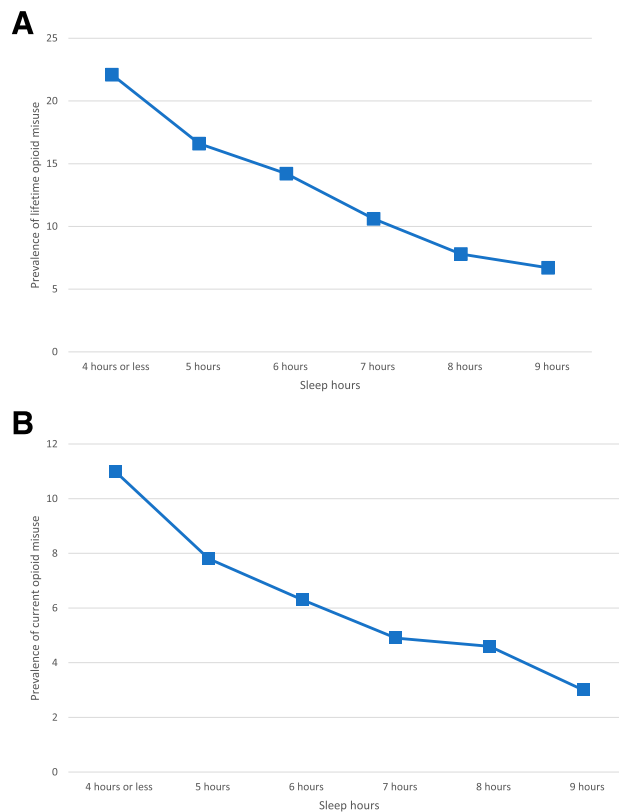 A
Prevalence of lifetime opioid misuse
25
20
15
10
5
0
4 hours or less 5 hours 6 hours 7 hours 8 hours 9 hours
Sleep hours
B
Prevalence of current opioid misuse
12
10
8
6
4
2
0
4 hours or less 5 hours 6 hours 7 hours 8 hours 9 hours
Sleep hours